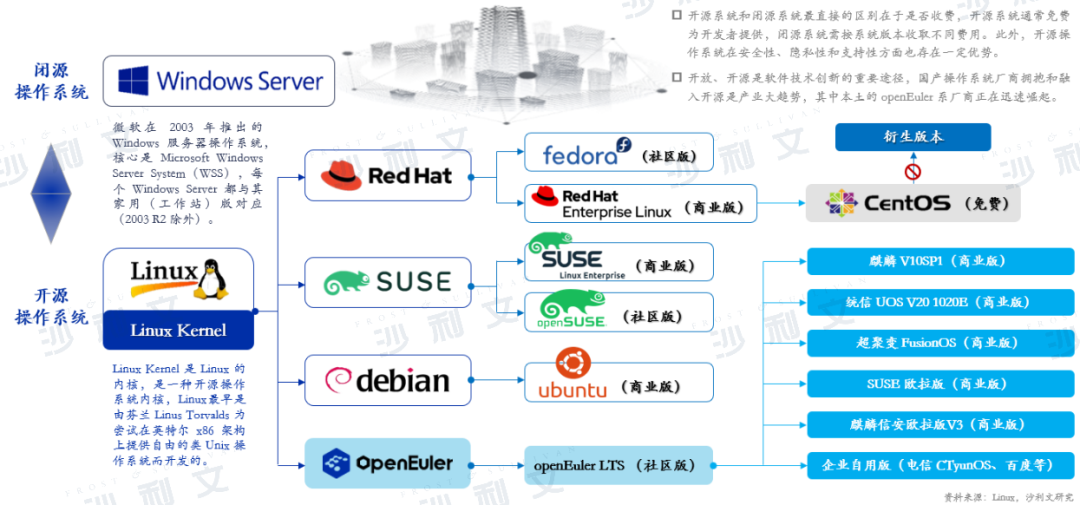 闭源
操作系统
Windows Server
微软在 2003 年推出的
Windows 服务器操作系统，
核心是 Microsoft Windows
Server System（WSS），每
个 Windows Server 都与其
家用（工作站）版对应
（2003 R2 除外）。
□ 开源系统和闭源系统最直接的区别在于是否收费，开源系统通常免费
为开发者提供，闭源系统需按系统版本收取不同费用。此外，开源操
作系统在安全性、隐私性和支持性方面也存在一定优势。
□ 开放、开源是软件技术创新的重要途径，国产操作系统厂商拥抱和融
入开源是产业大趋势，其中本土的 openEuler 系厂商正在迅速崛起。
开源
操作系统
Linux
Linux Kernel
Linux Kernel 是 Linux 的
内核，是一种开源操作
系统内核，Linux最早是
由芬兰 Linus Torvalds 为
尝试在英特尔 x86 架构
上提供自由的类 Unix 操
作系统而开发的。
Red Hat
fedora（社区版）
Red Hat
Enterprise Linux（商业版）
衍生版本
CentOS（免费）
SUSE
SUSE
Linux Enterprise（商业版）
openSUSE（社区版）
debian
ubuntu（商业版）
openEuler
openEuler LTS（社区版）
麒麟 V10SP1（商业版）
统信 UOS V20 1020E（商业版）
超聚变 FusionOS（商业版）
SUSE 欧拉版（商业版）
麒麟信安欧拉版V3（商业版）
企业自用版（电信 CTyunOS、百度等）
资料来源：Linux，沙利文研究
沙利文
FROST & SULLIVAN